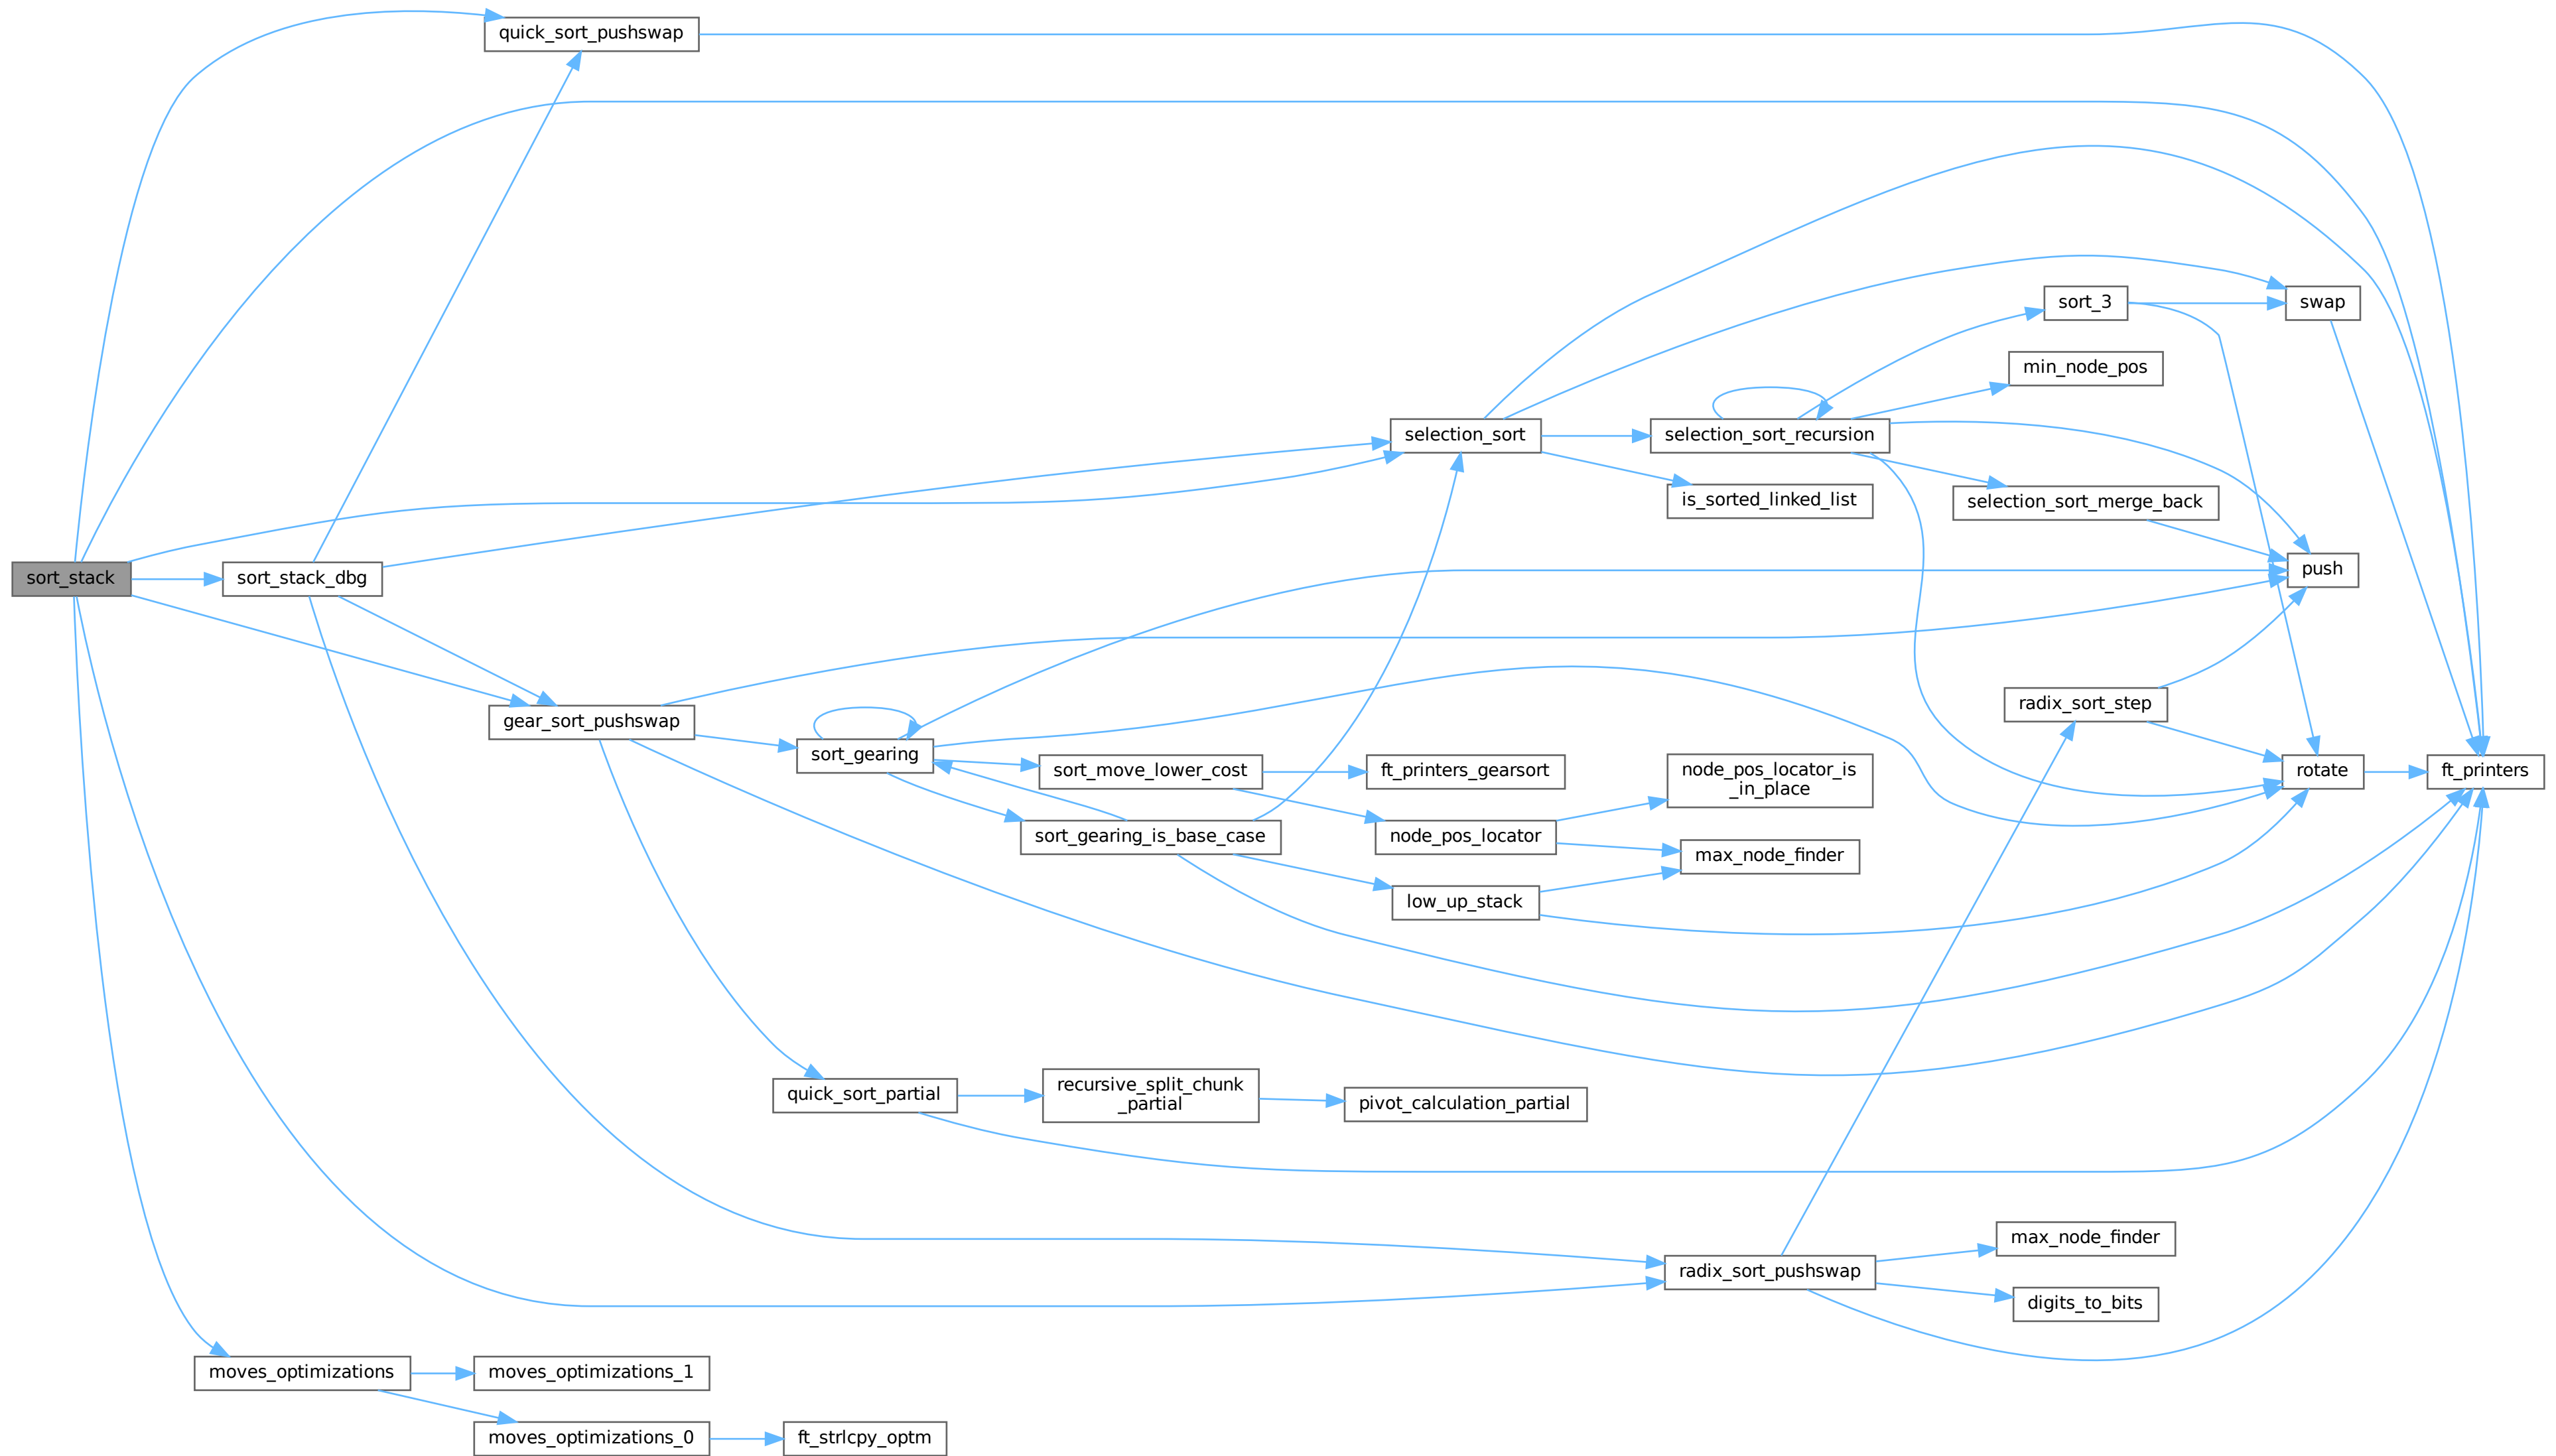 quick_sort_pushswap
sort_3
swap
min_node_pos
selection_sort
selection_sort_recursion
is_sorted_linked_list
selection_sort_merge_back
sort_stack
sort_stack_dbg
push
gear_sort_pushswap
radix_sort_step
sort_gearing
sort_move_lower_cost
ft_printers_gearsort
node_pos_locator_is
_in_place
rotate
ft_printers
sort_gearing_is_base_case
node_pos_locator
max_node_finder
low_up_stack
quick_sort_partial
recursive_split_chunk
_partial
pivot_calculation_partial
max_node_finder
radix_sort_pushswap
digits_to_bits
moves_optimizations
moves_optimizations_1
moves_optimizations_0
ft_strlcpy_optm